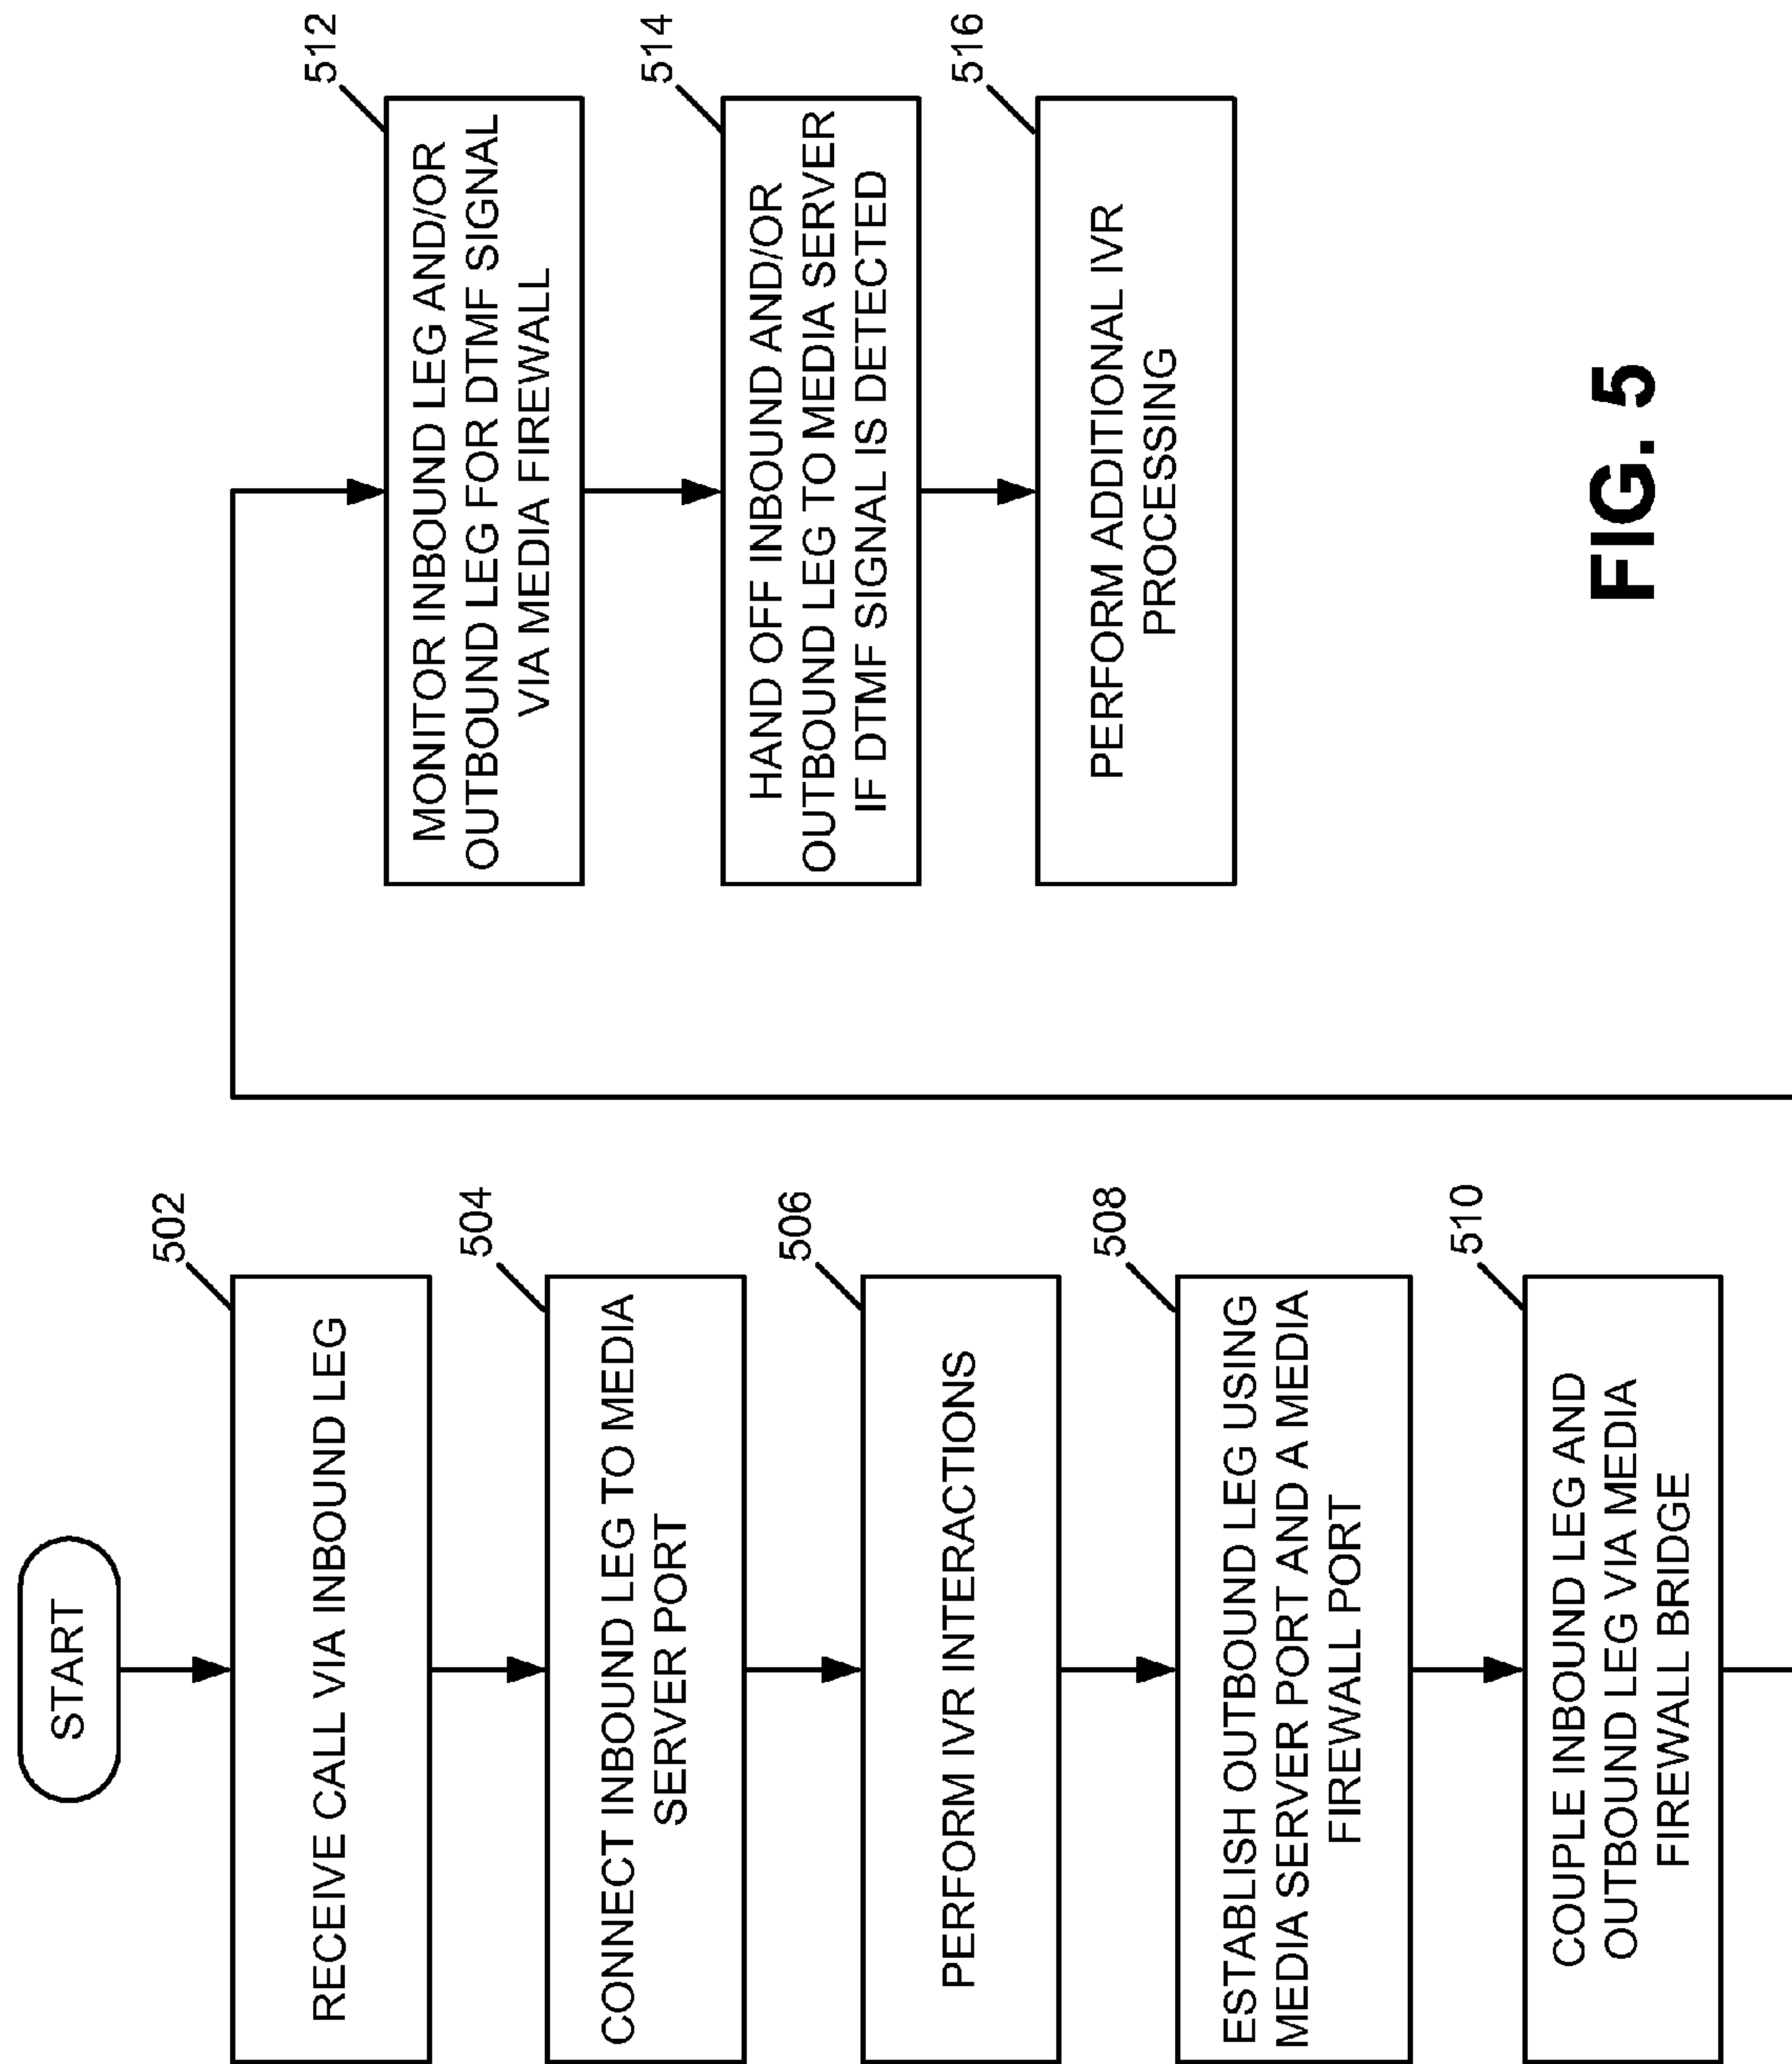 START
502
RECEIVE CALL VIA INBOUND LEG
504
CONNECT INBOUND LEG TO MEDIA
SERVER PORT
506
PERFORM IVR INTERACTIONS
508
ESTABLISH OUTBOUND LEG USING
MEDIA SERVER PORT AND A MEDIA
FIREWALL PORT
510
COUPLE INBOUND LEG AND
OUTBOUND LEG VIA MEDIA
FIREWALL BRIDGE
512
MONITOR INBOUND LEG AND/OR
OUTBOUND LEG FOR DTMF SIGNAL
VIA MEDIA FIREWALL
514
HAND OFF INBOUND AND/OR
OUTBOUND LEG TO MEDIA SERVER
IF DTMF SIGNAL IS DETECTED
516
PERFORM ADDITIONAL IVR
PROCESSING
FIG. 5